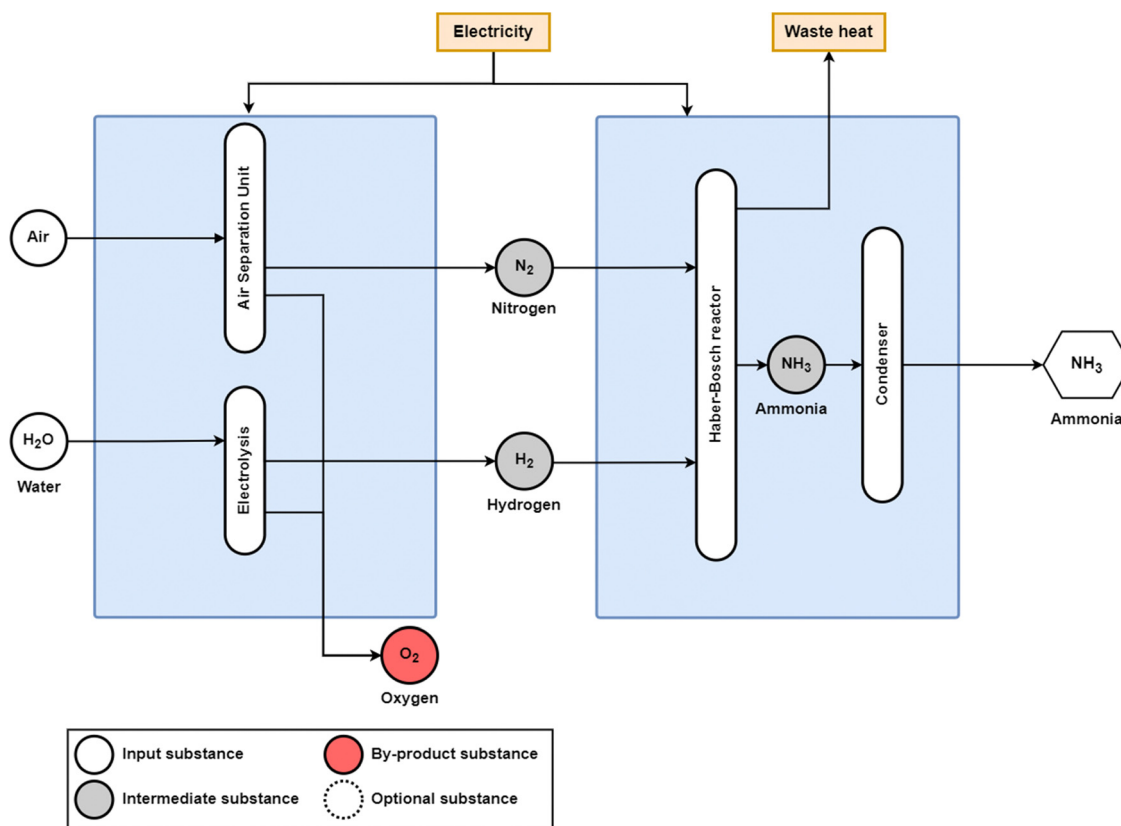 Electricity
Waste heat
Air Separation Unit
Air
N₂
Nitrogen
Haber-Bosch reactor
Condenser
NH₃
Ammonia
NH₃
Ammonia
H₂O
Water
Electrolysis
H₂
Hydrogen
O₂
Oxygen
Input substance
By-product substance
Intermediate substance
Optional substance